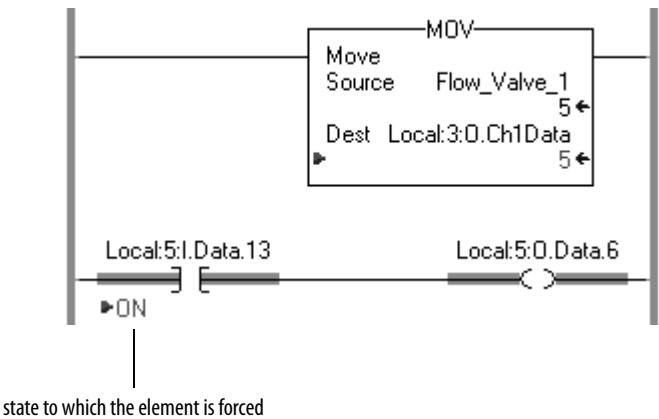 MOV
Move
Source Flow_Valve_1
5
Dest Local:3:O.Ch1Data
5
Local:5:I.Data.13 Local:5:O.Data.6
ON
state to which the element is forced